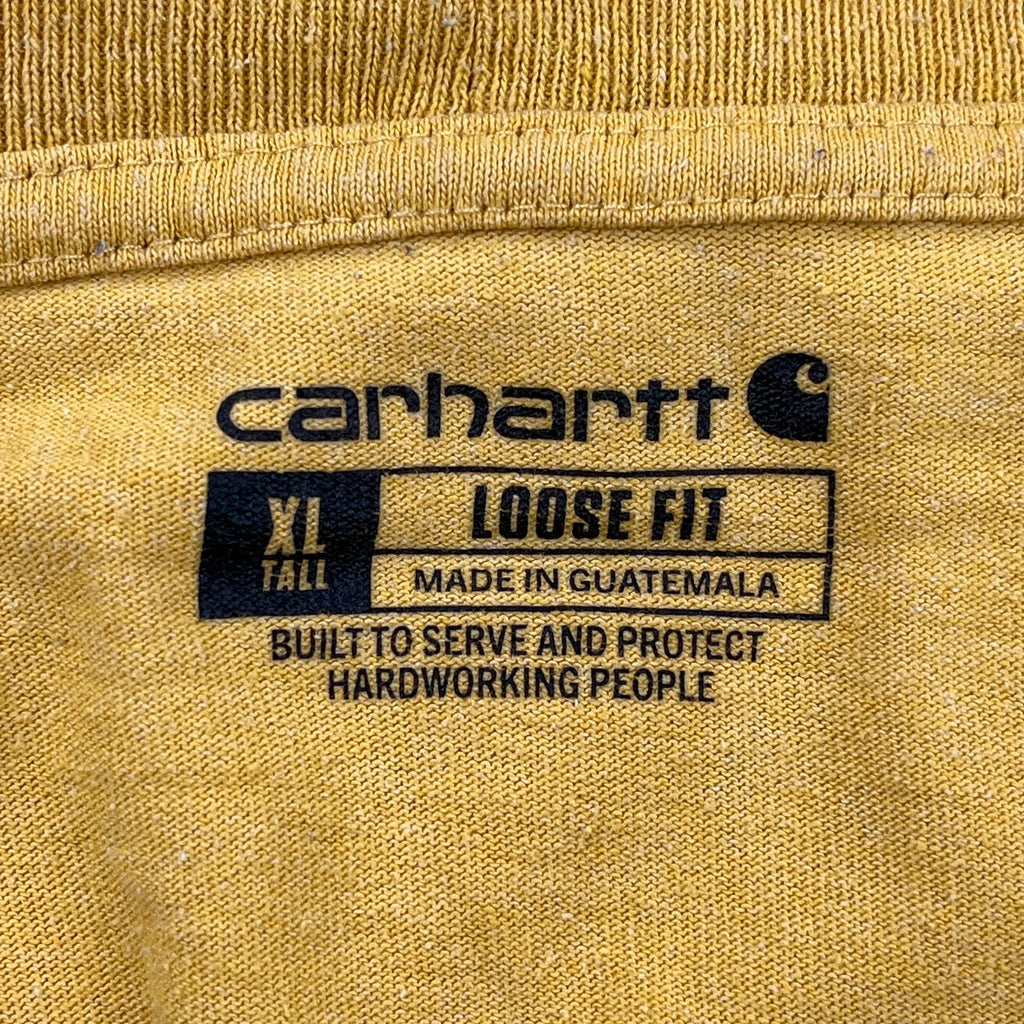 carhartt
XL
TALL
LOOSE FIT
MADE IN GUATEMALA
BUILT TO SERVE AND PROTECT
HARDWORKING PEOPLE